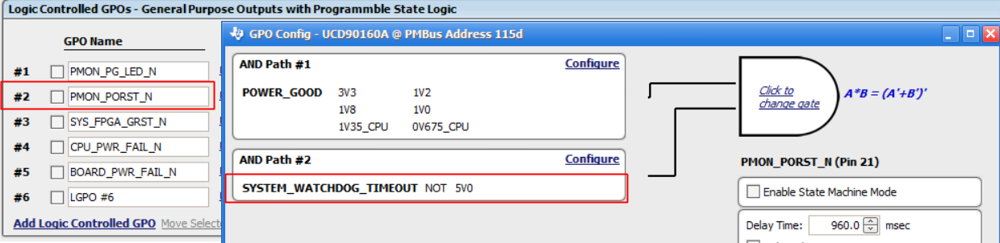 Logic Controlled GPOs - General Purpose Outputs with Programmble State Logic
GPO Name
#1 PMON_PG_LED_N
#2 PMON_PORST_N
#3 SYS_FPGA_GRST_N
#4 CPU_PWR_FAIL_N
#5 BOARD_PWR_FAIL_N
#6 LGPO #6
Add Logic Controlled GPO Move
GPO Config - UCD90160A @ PMBus Address 115d
AND Path #1 Configure
POWER_GOOD 3V3 1V2
1V8 1V0
1V35_CPU 0V675_CPU
AND Path #2 Configure
SYSTEM_WATCHDOG_TIMEOUT NOT 5V0
Click to
change gate
A*B = (A'+B')'
PMON_PORST_N (Pin 21)
Enable State Machine Mode
Delay Time: 960.0 msec